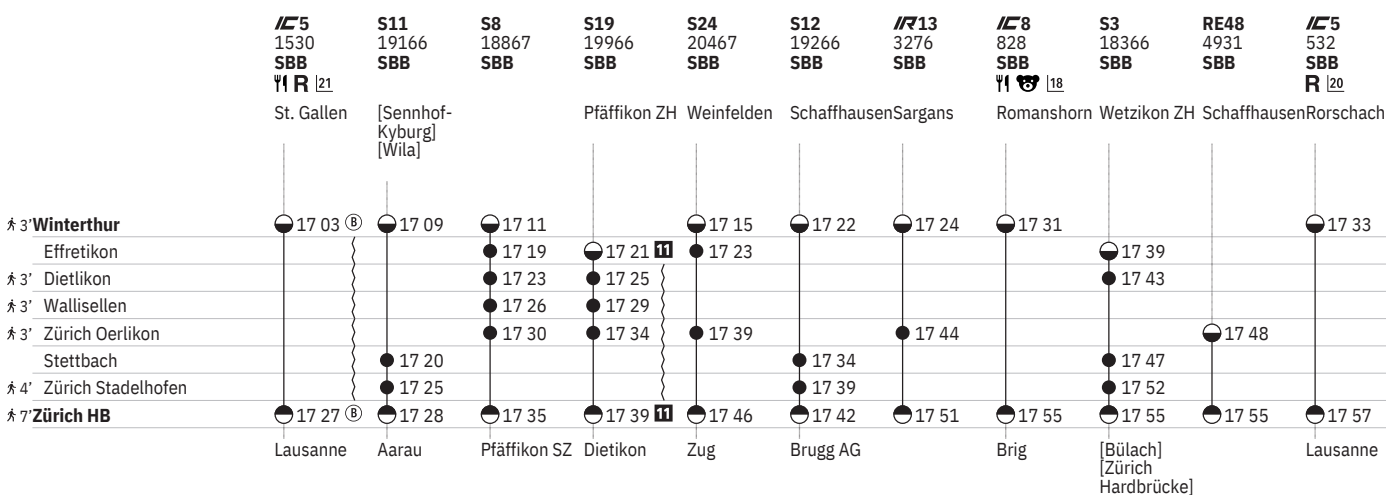 IC5 S11 S8 S19 S24 S12 IR13 IC8 S3 RE48 IC5
1530 19166 18867 19966 20467 19266 3276 828 18366 4931 532
SBB SBB SBB SBB SBB SBB SBB SBB SBB SBB SBB
R 21 18 R 20
St. Gallen [Sennhof- Pfäffikon ZH Weinfelden Schaffhausen Sargans Romanshorn Wetzikon ZH Schaffhausen Rorschach
Kyburg]
[Wila]
3' Winterthur 17 03 B 17 09 17 11 17 15 17 22 17 24 17 31 17 33
Effretikon 17 19 17 21 11 17 23 17 39
3' Dietlikon 17 23 17 25 17 43
3' Wallisellen 17 26 17 29
3' Zürich Oerlikon 17 30 17 34 17 39 17 44 17 48
Stettbach 17 20 17 34 17 47
4' Zürich Stadelhofen 17 25 17 39 17 52
7' Zürich HB 17 27 B 17 28 17 35 17 39 11 17 46 17 42 17 51 17 55 17 55 17 55 17 57
Lausanne Aarau Pfäffikon SZ Dietikon Zug Brugg AG Brig [Bülach] Lausanne
[Zürich
Hardbrücke]